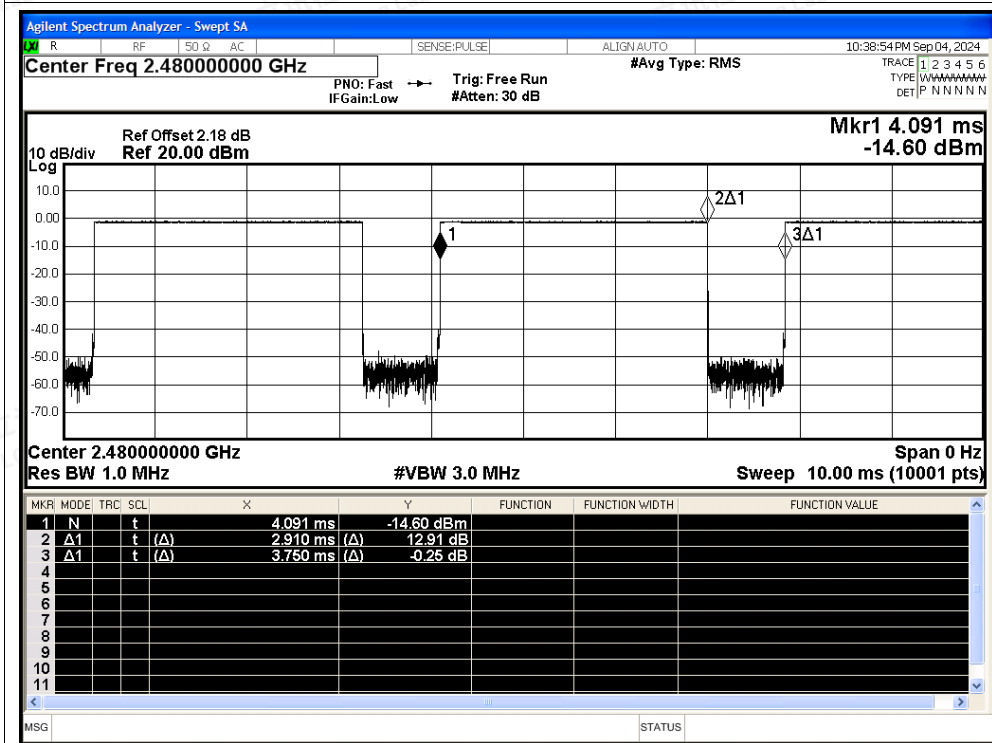 Agilent Spectrum Analyzer - Swept SA
LXI R RF 50 Ω AC SENSE:PULSE ALIGN AUTO 10:38:54 PM Sep 04, 2024
Center Freq 2.480000000 GHz #Avg Type: RMS TRACE 1 2 3 4 5 6
PNO: Fast Trig: Free Run TYPE WWWWWW
IFGain:Low #Atten: 30 dB DET P N N N N N
Mkr1 4.091 ms
Ref Offset 2.18 dB
10 dB/div Ref 20.00 dBm -14.60 dBm
Log
10.0
0.00
-10.0
-20.0
-30.0
-40.0
-50.0
-60.0
-70.0
1
2Δ1
3Δ1
Center 2.480000000 GHz Span 0 Hz
Res BW 1.0 MHz #VBW 3.0 MHz Sweep 10.00 ms (10001 pts)
MKR MODE TRC SCL X Y FUNCTION FUNCTION WIDTH FUNCTION VALUE
1 N t 4.091 ms -14.60 dBm
2 Δ1 t (Δ) 2.910 ms (Δ) 12.91 dB
3 Δ1 t (Δ) 3.750 ms (Δ) -0.25 dB
4
5
6
7
8
9
10
11
MSG STATUS